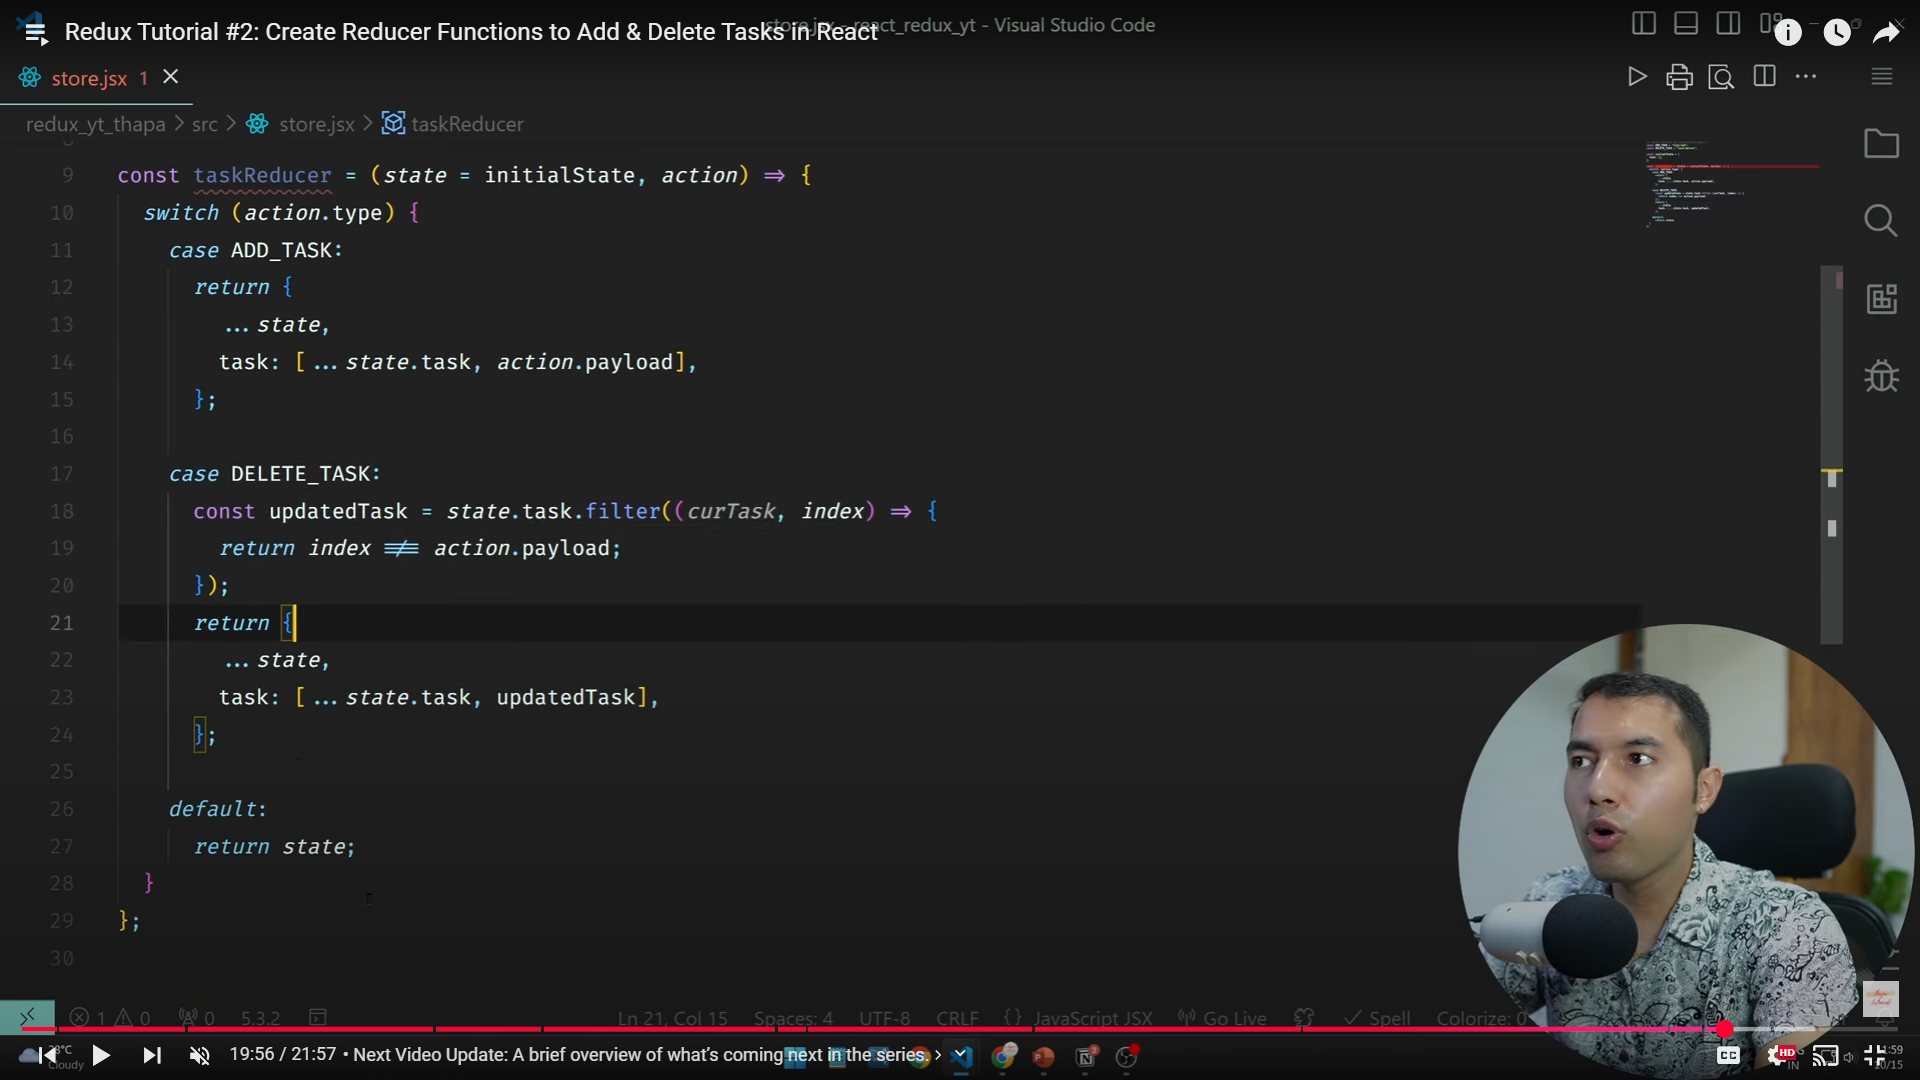 Redux Tutorial #2: Create Reducer Functions to Add & Delete Tasks in React
store.jsx - react_redux_yt - Visual Studio Code
store.jsx 1
redux_yt_thapa > src > store.jsx > taskReducer
9 const taskReducer = (state = initialState, action) => {
10 switch (action.type) {
11 case ADD_TASK:
12 return {
13 ...state,
14 task: [...state.task, action.payload],
15 };
16
17 case DELETE_TASK:
18 const updatedTask = state.task.filter((curTask, index) => {
19 return index !== action.payload;
20 });
21 return {
22 ...state,
23 task: [...state.task, updatedTask],
24 };
25
26 default:
27 return state;
28 }
29 };
30
1 0 0 5.3.2 Ln 21, Col 15 Spaces: 4 UTF-8 CRLF {} JavaScript JSX Go Live Spell Colorize: 0
19:56 / 21:57 • Next Video Update: A brief overview of what's coming next in the series. >
CC HD
Cloudy
IN